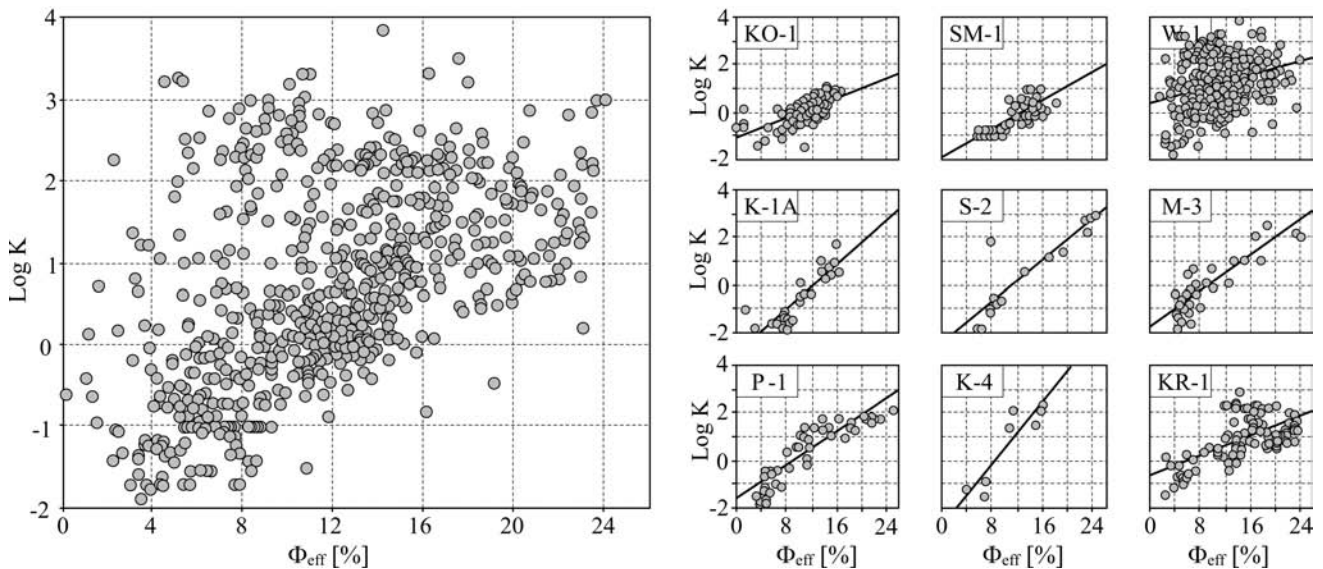 4
3
2
1
0
-1
-2
Log K
0 4 8 12 16 20 24
Φeff [%]
KO-1 SM-1 W-1
4
2
0
-2
Log K
K-1A S-2 M-3
4
2
0
-2
Log K
P-1 K-4 KR-1
4
2
0
-2
Log K
0 8 16 24 0 8 16 24 0 8 16 24
Φeff [%] Φeff [%] Φeff [%]